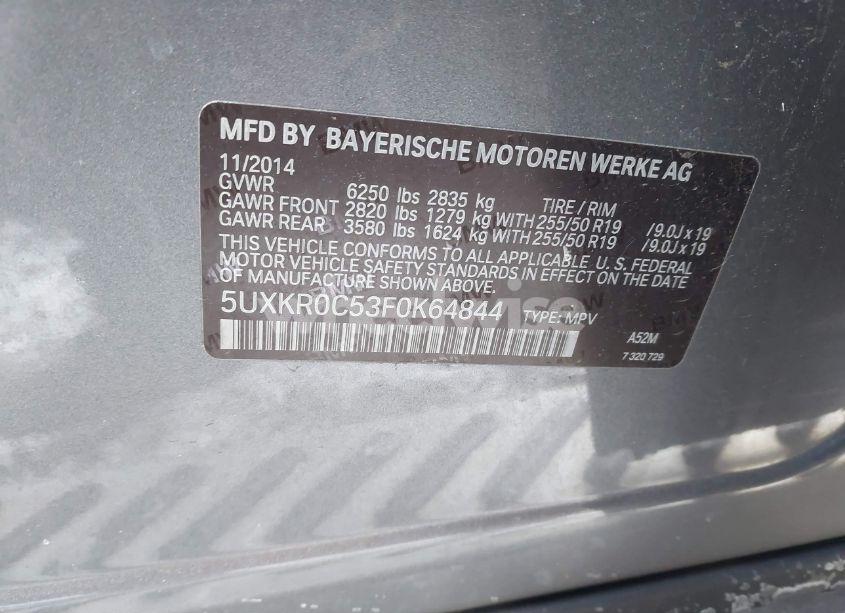 MFD BY BAYERISCHE MOTOREN WERKE AG
11/2014
GVWR 6250 lbs 2835 kg TIRE / RIM
GAWR FRONT 2820 lbs 1279 kg WITH 255/50 R19 /9.0J x 19
GAWR REAR 3580 lbs 1624 kg WITH 255/50 R19 /9.0J x 19
THIS VEHICLE CONFORMS TO ALL APPLICABLE U.S. FEDERAL
MOTOR VEHICLE SAFETY STANDARDS IN EFFECT ON THE DATE
OF MANUFACTURE SHOWN ABOVE.
5UXKR0C53F0K64844 TYPE: MPV
A52M
7 320 729